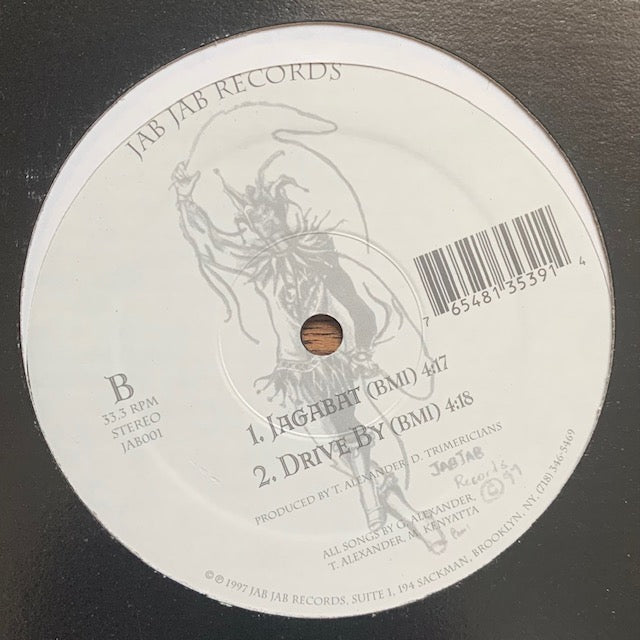 JAB JAB RECORDS
7 65481 35391 4
B
33.3 RPM
STEREO
JAB001
1. JAGABAT (BMI) 4:17
2. DRIVE BY (BMI) 4:18
PRODUCED BY T. ALEXANDER, D. TRIMERICIANS
JAB JAB
Records
© 97
ALL SONGS BY G. ALEXANDER,
T. ALEXANDER, M. KENYATTA
© ℗ 1997 JAB JAB RECORDS, SUITE 1, 194 SACKMAN, BROOKLYN, NY, (718) 346-5469